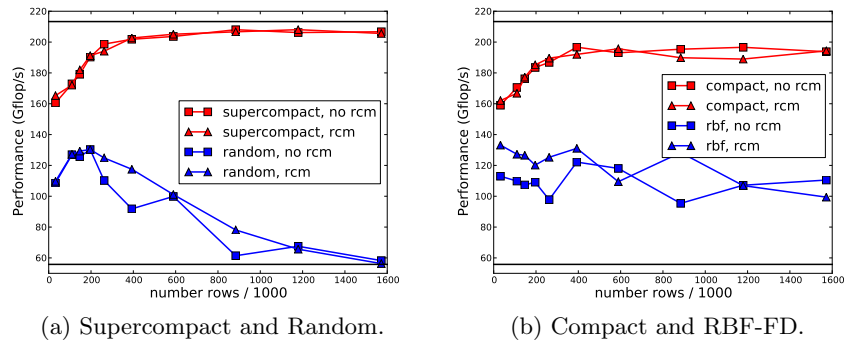 220
200
180
160
140
120
100
80
60
Performance (Gflop/s)
supercompact, no rcm
supercompact, rcm
random, no rcm
random, rcm
0 200 400 600 800 1000 1200 1400 1600
number rows / 1000
(a) Supercompact and Random.
220
200
180
160
140
120
100
80
60
Performance (Gflop/s)
compact, no rcm
compact, rcm
rbf, no rcm
rbf, rcm
0 200 400 600 800 1000 1200 1400 1600
number rows / 1000
(b) Compact and RBF-FD.